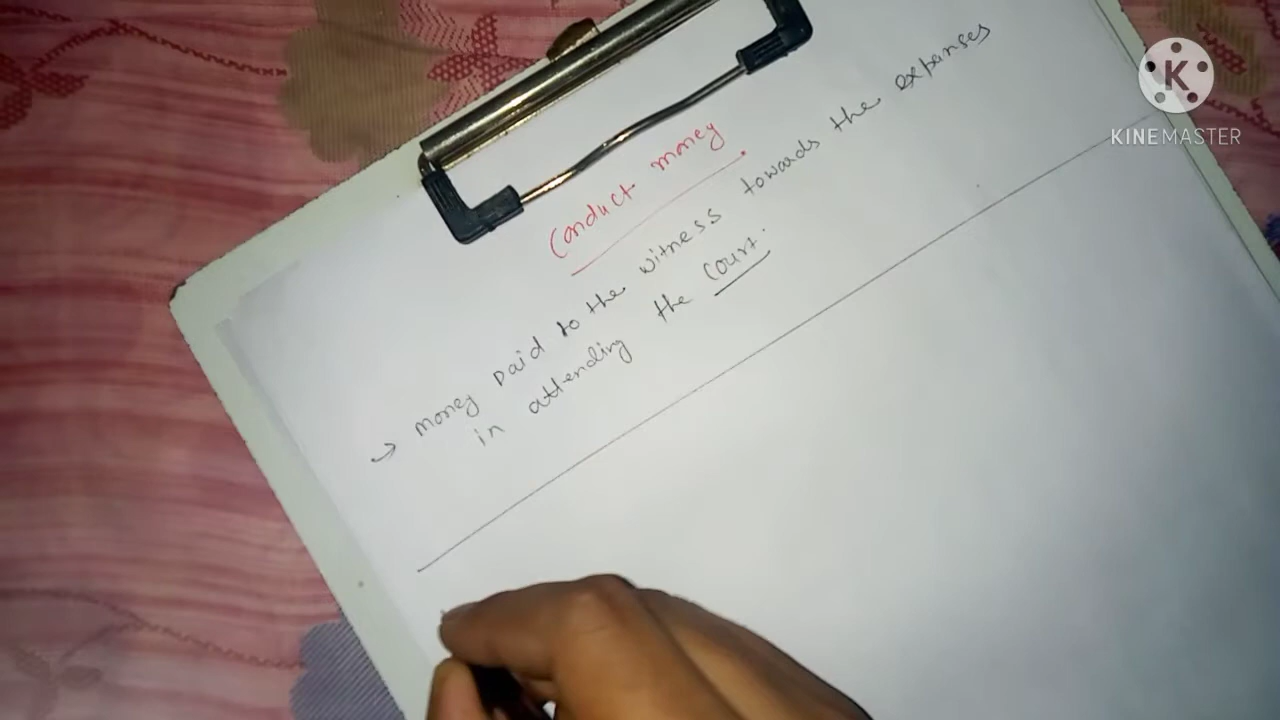 Conduct money
→ money paid to the witness towards the expenses
in attending the Court.
K
KINEMASTER